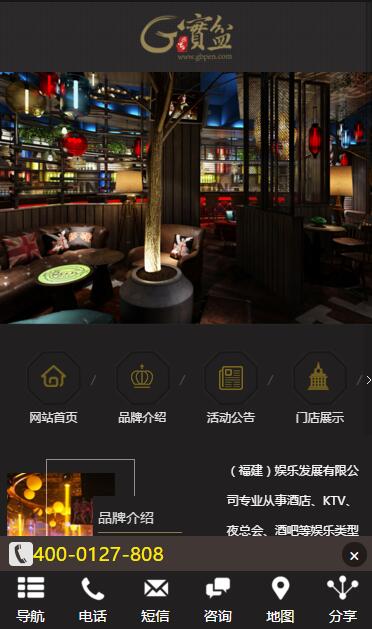 G寶盆
www.gbpen.com
网站首页 / 品牌介绍 / 活动公告 / 门店展示 /
品牌介绍
（福建）娱乐发展有限公
司专业从事酒店、KTV、
夜总会、酒吧等娱乐类型
400-0127-808
导航 电话 短信 咨询 地图 分享